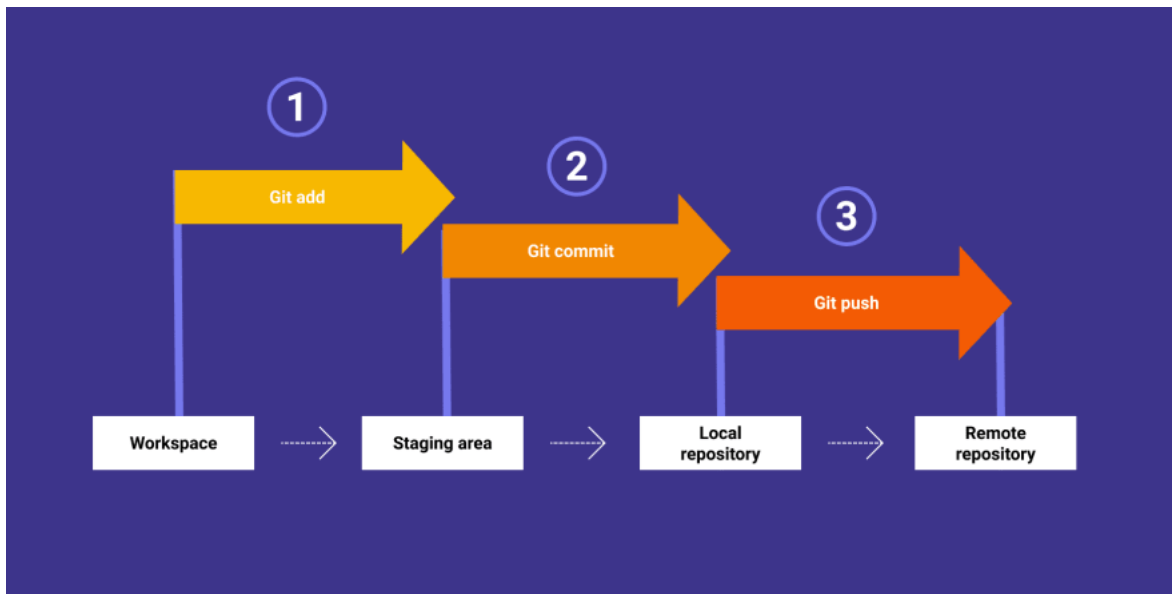 1
Git add
2
Git commit
3
Git push
Workspace
Staging area
Local
repository
Remote
repository